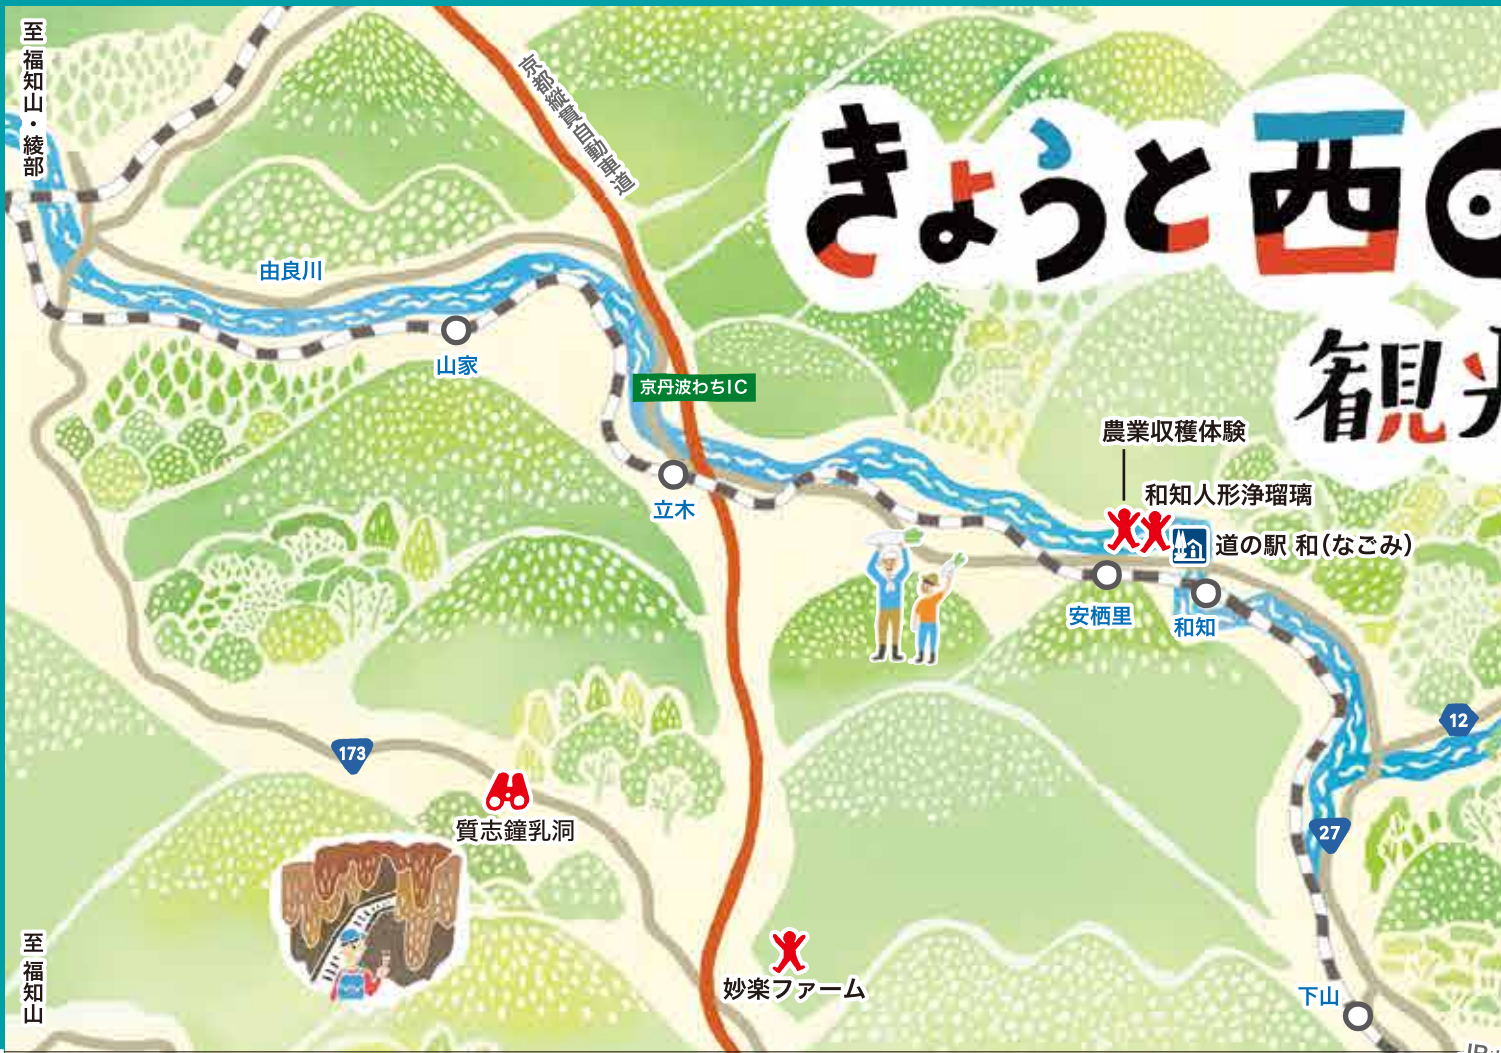 至 福知山・綾部
京都縦貫自動車道
きょうと西
観
由良川
山家
京丹波わちIC
農業収穫体験
和知人形浄瑠璃
立木
道の駅 和（なごみ）
安栖里
和知
12
173
質志鐘乳洞
27
至 福知山
妙楽ファーム
下山